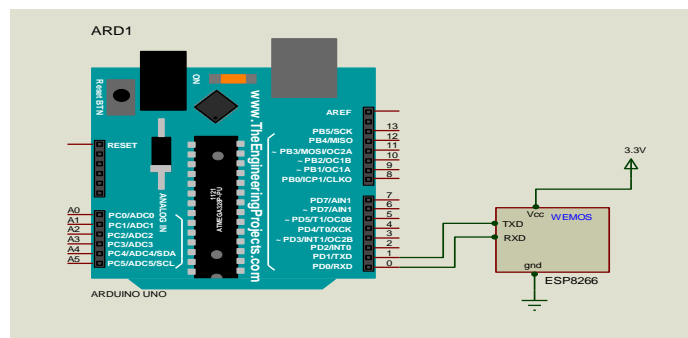 ARD1
ON
Reset BTN
www.TheEngineeringProjects.com
AREF
RESET
PB5/SCK 13
PB4/MISO 12
~ PB3/MOSI/OC2A 11
~ PB2/OC1B 10
~ PB1/OC1A 9
PB0/ICP1/CLKO 8
1121
ATMEGA328P-PU
ANALOG IN
PD7/AIN1 7
~ PD6/AIN0 6
~ PD5/T1/OC0B 5
PD4/T0/XCK 4
~ PD3/INT1/OC2B 3
PD2/INT0 2
PD1/TXD 1
PD0/RXD 0
A0 PC0/ADC0
A1 PC1/ADC1
A2 PC2/ADC2
A3 PC3/ADC3
A4 PC4/ADC4/SDA
A5 PC5/ADC5/SCL
ARDUINO UNO
3.3V
Vcc
WEMOS
TXD
RXD
gnd
ESP8266